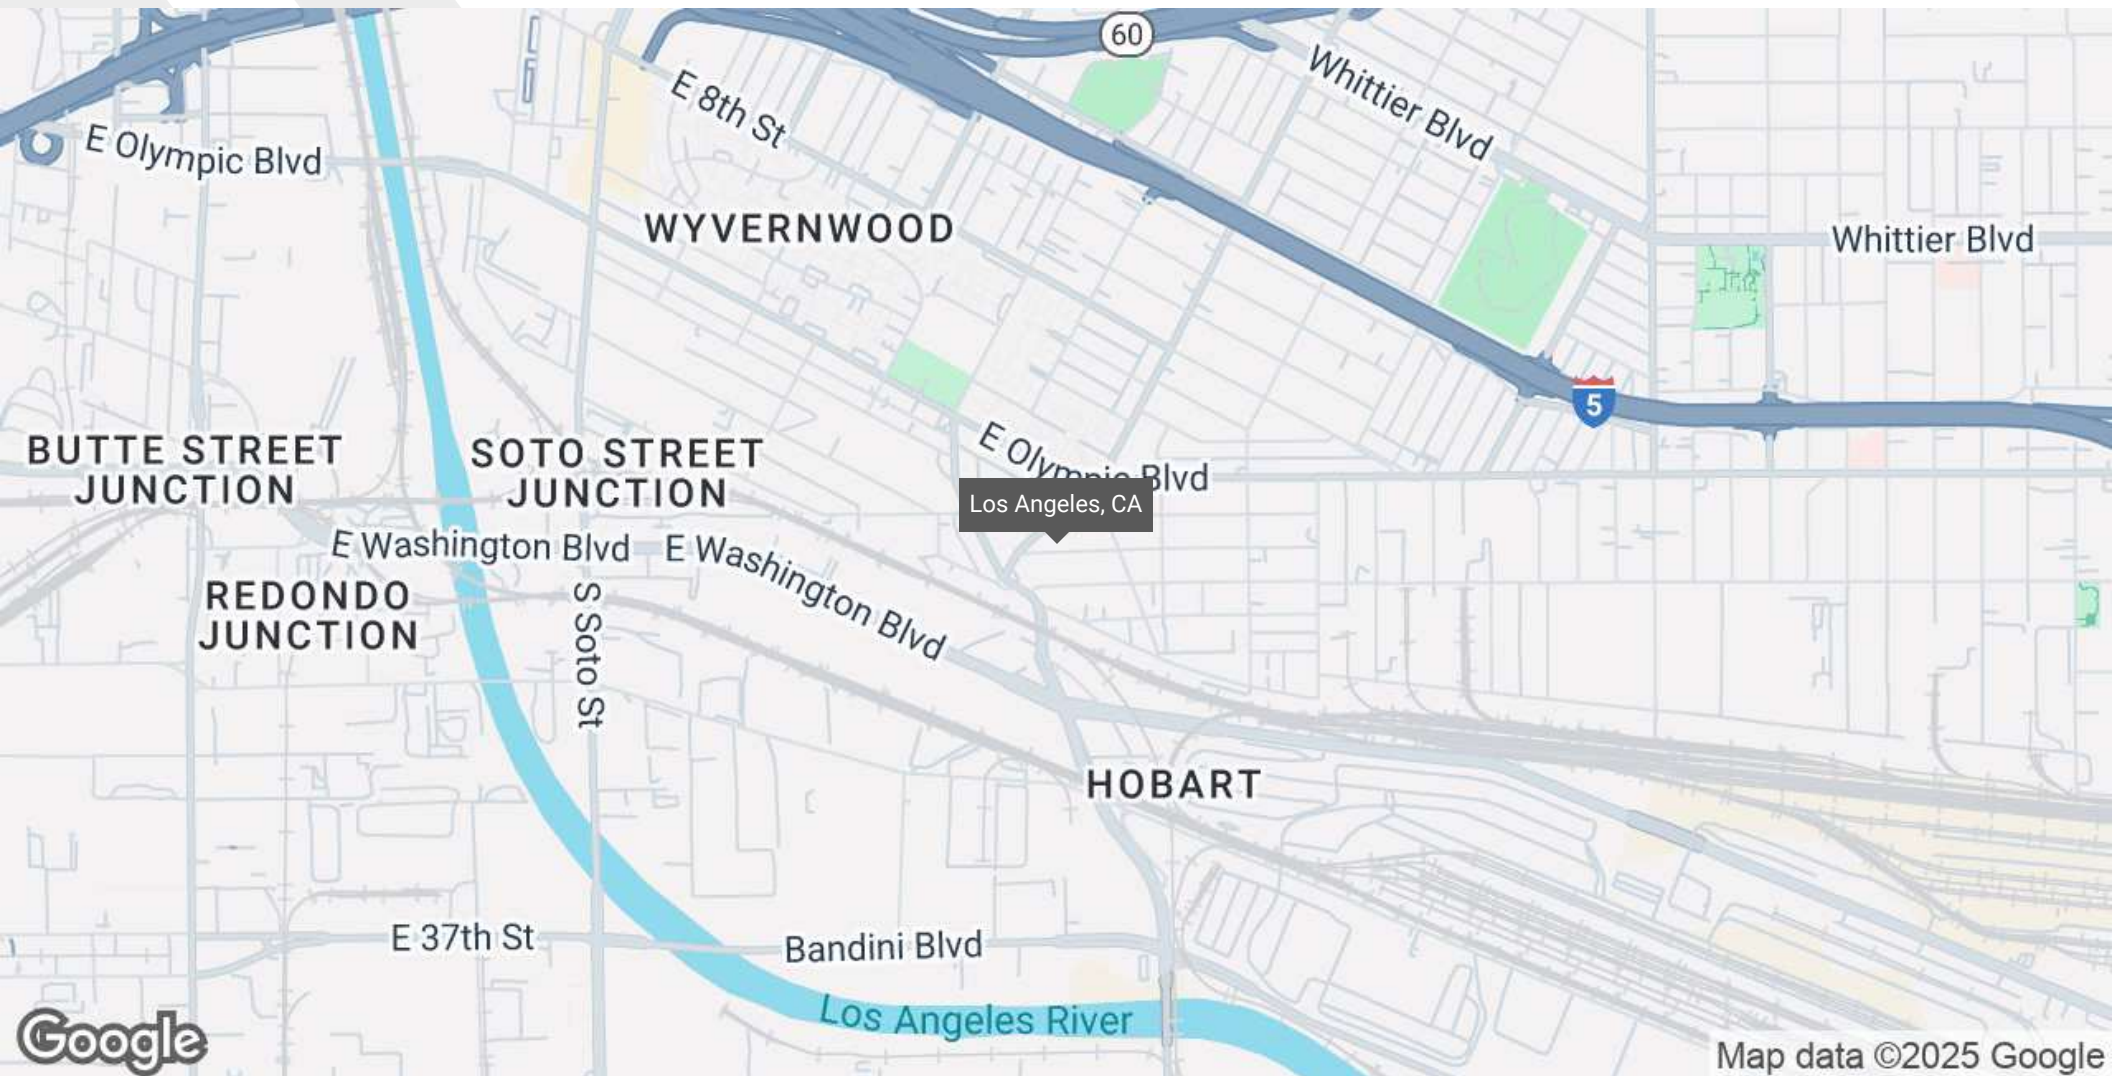 60
Whittier Blvd
E 8th St
E Olympic Blvd
WYVERNWOOD
Whittier Blvd
5
BUTTE STREET
JUNCTION
SOTO STREET
JUNCTION
E Olympic Blvd
Los Angeles, CA
E Washington Blvd
E Washington Blvd
REDONDO
JUNCTION
S Soto St
HOBART
E 37th St
Bandini Blvd
Los Angeles River
Google
Map data ©2025 Google